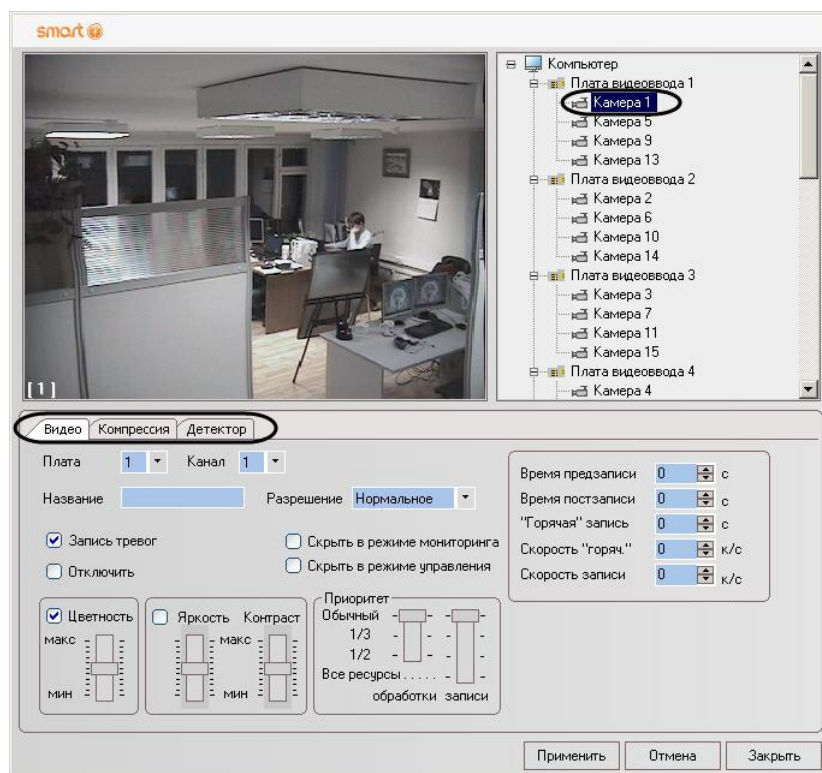 smart
Компьютер
Плата видеоввода 1
Камера 1
Камера 5
Камера 9
Камера 13
Плата видеоввода 2
Камера 2
Камера 6
Камера 10
Камера 14
Плата видеоввода 3
Камера 3
Камера 7
Камера 11
Камера 15
Плата видеоввода 4
Камера 4
[1]
Видео Компрессия Детектор
Плата 1 Канал 1
Название Разрешение Нормальное
Запись тревог Скрыть в режиме мониторинга
Отключить Скрыть в режиме управления
Время предзаписи 0 с
Время постзаписи 0 с
"Горячая" запись 0 с
Скорость "горяч." 0 к/с
Скорость записи 0 к/с
Цветность
макс
мин
Яркость Контраст
макс
мин
Приоритет
Обычный
1/3
1/2
Все ресурсы . . . . .
обработки записи
Применить Отмена Закрыть